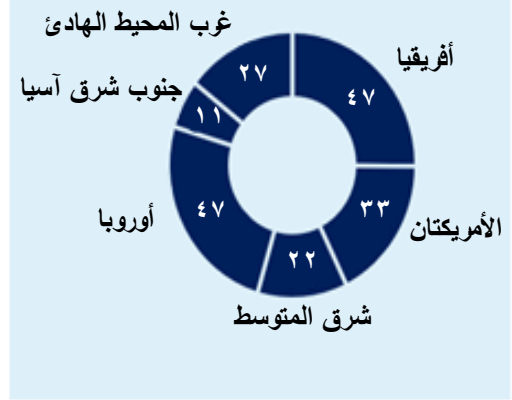 غرب المحيط الهادئ
٢٧
أفريقيا
٤٧
جنوب شرق آسيا
١١
أوروبا
٤٧
٣٣
الأمريكتان
٢٢
شرق المتوسط